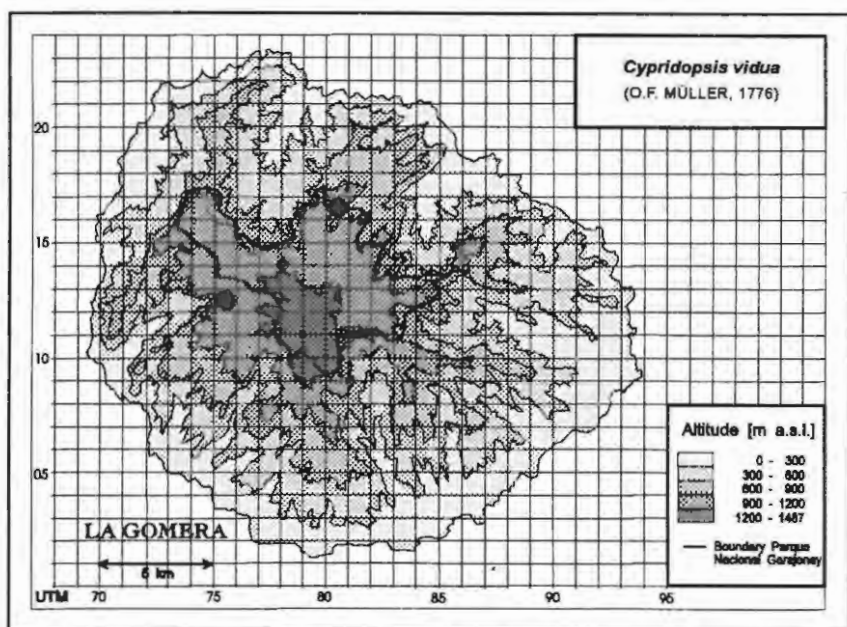 Cypridopsis vidua
(O.F. MÜLLER, 1776)
20
15
10
05
Altitude [m a.s.l.]
0 - 300
300 - 600
600 - 900
900 - 1200
1200 - 1487
Boundary Parque
Nacional Garajonay
LA GOMERA
5 km
UTM 70 75 80 85 90 95